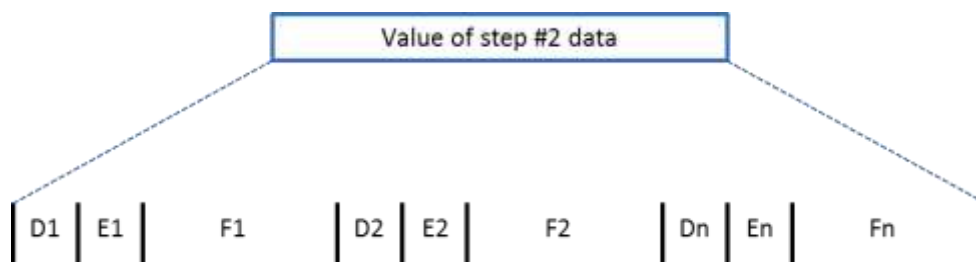 Value of step #2 data
D1 E1 F1 D2 E2 F2 Dn En Fn